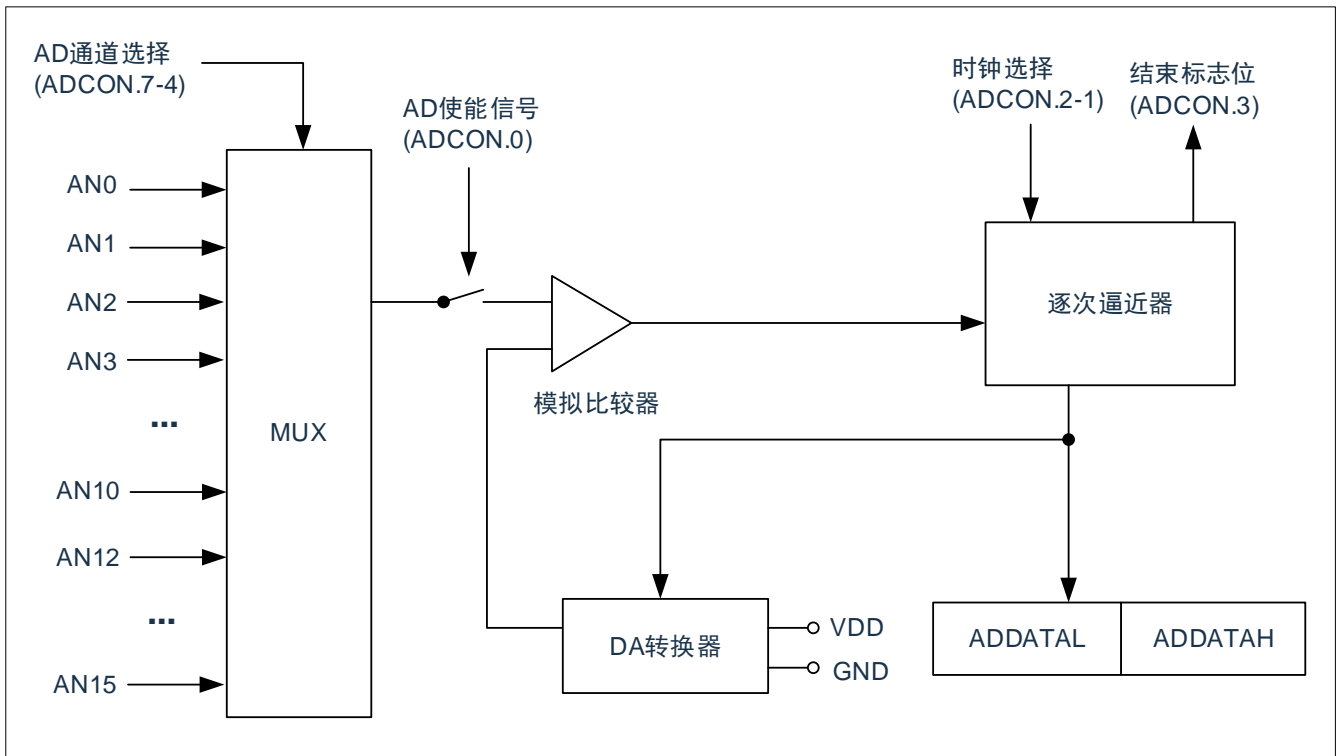 AD通道选择
(ADCON.7-4)
AD使能信号
(ADCON.0)
时钟选择
(ADCON.2-1)
结束标志位
(ADCON.3)
AN0
AN1
AN2
AN3
...
AN10
AN12
...
AN15
MUX
模拟比较器
逐次逼近器
DA转换器
VDD
GND
ADDATAL
ADDATAH